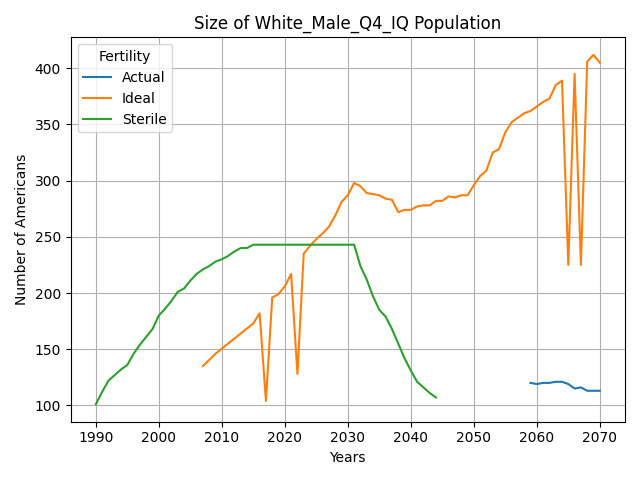 Size of White_Male_Q4_IQ Population
Fertility
Actual
Ideal
Sterile
Number of Americans
400
350
300
250
200
150
100
1990 2000 2010 2020 2030 2040 2050 2060 2070
Years